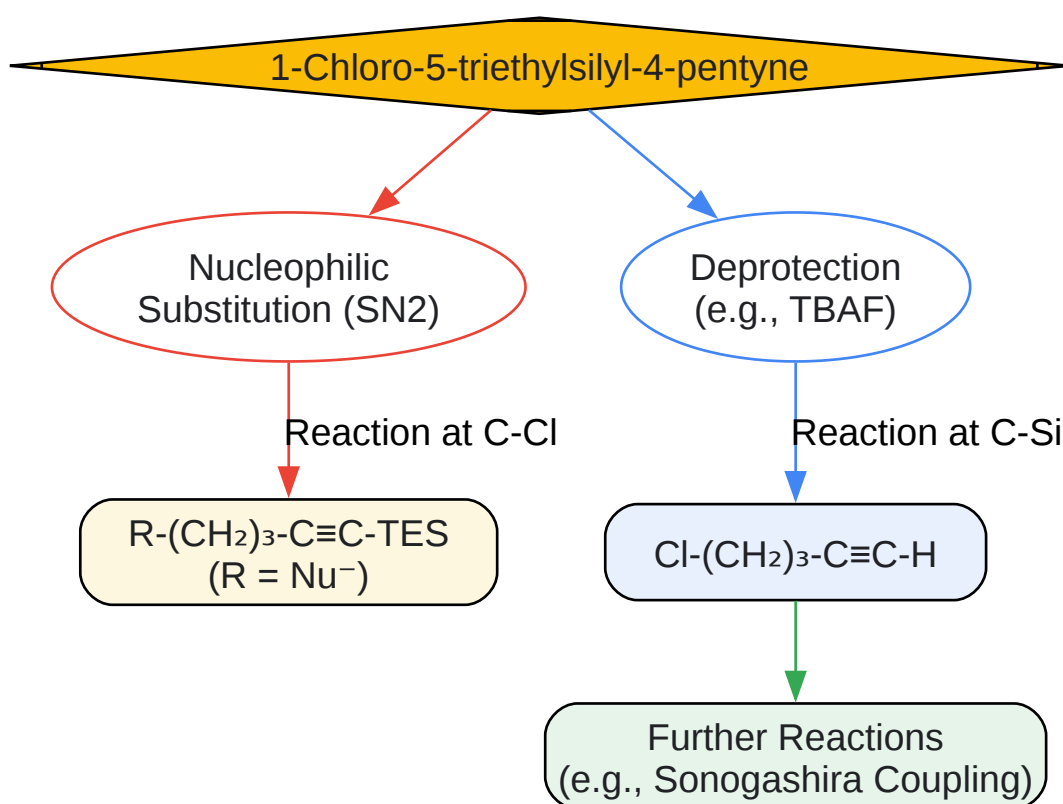 1-Chloro-5-triethylsilyl-4-pentyne
Nucleophilic
Substitution (SN2)
Deprotection
(e.g., TBAF)
Reaction at C-Cl
Reaction at C-Si
R-(CH₂)₃-C≡C-TES
(R = Nu⁻)
Cl-(CH₂)₃-C≡C-H
Further Reactions
(e.g., Sonogashira Coupling)